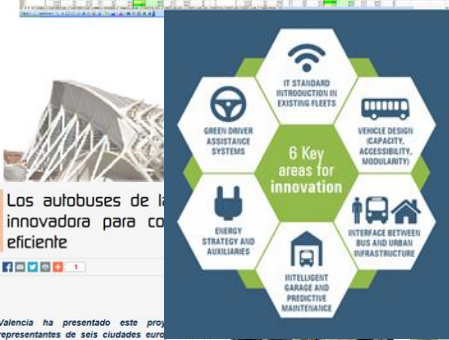 Los autobuses de la
innovadora para co
eficiente
1
Valencia ha presentado este proy
representantes de seis ciudades euro
IT STANDARD
INTRODUCTION IN
EXISTING FLEETS
GREEN DRIVER
ASSISTANCE
SYSTEMS
VEHICLE DESIGN
(CAPACITY,
ACCESSIBILITY,
MODULARITY)
6 Key
areas for
innovation
ENERGY
STRATEGY AND
AUXILIARIES
INTERFACE BETWEEN
BUS AND URBAN
INFRASTRUCTURE
INTELLIGENT
GARAGE AND
PREDICTIVE
MAINTENANCE